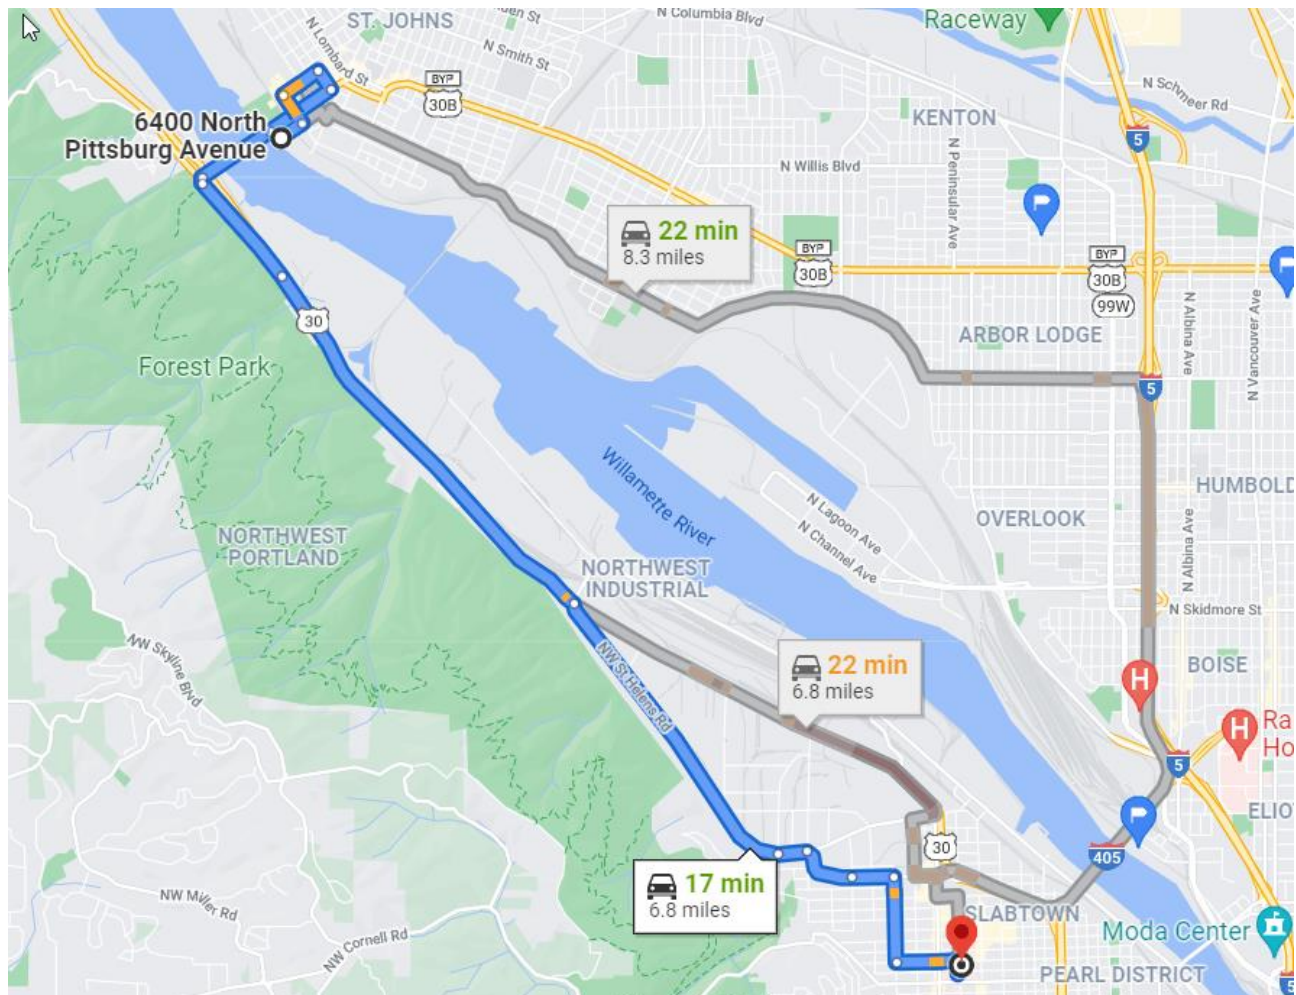 ST. JOHNS
N Columbia Blvd
Raceway
N Lombard St
N Smith St
BYP
30B
N Schmeer Rd
KENTON
6400 North
Pittsburg Avenue
5
N Willis Blvd
N Peninsular Ave
22 min
8.3 miles
BYP
30B
BYP
30B
99W
N Albina Ave
N Vancouver Ave
30
ARBOR LODGE
Forest Park
5
Willamette River
HUMBOLD
N Lagoon Ave
N Channel Ave
OVERLOOK
N Albina Ave
NORTHWEST
PORTLAND
NORTHWEST
INDUSTRIAL
N Skidmore St
NW Skyline Blvd
NW St Helens Rd
22 min
6.8 miles
BOISE
H
H
Ra
Ho
5
ELIO
30
405
17 min
6.8 miles
NW Miller Rd
NW Cornell Rd
SLABTOWN
Moda Center
PEARL DISTRICT
5